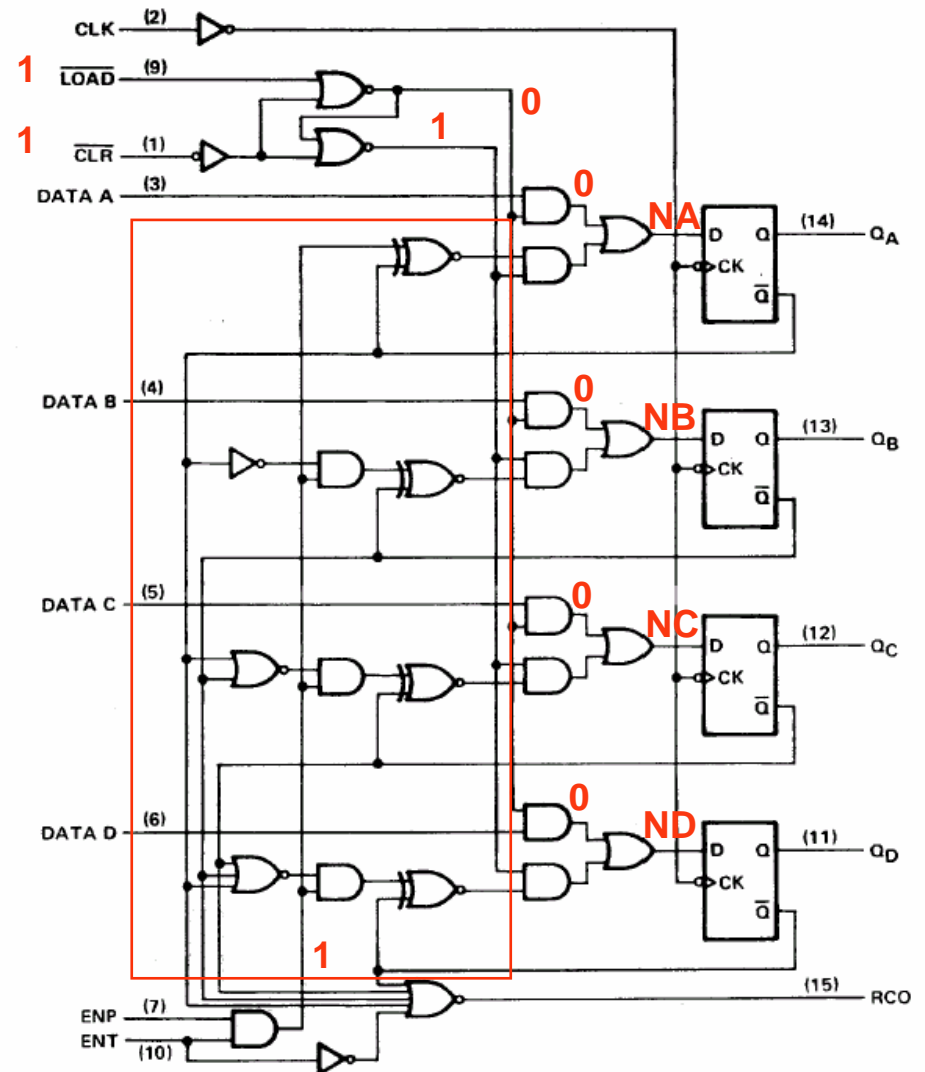 CLK (2)
1 L̅O̅A̅D̅ (9)
0
1
1 C̅L̅R̅ (1)
DATA A (3)
0
NA
D Q (14) QA
CK
Q̅
DATA B (4)
0
NB
D Q (13) QB
CK
Q̅
DATA C (5)
0
NC
D Q (12) QC
CK
Q̅
DATA D (6)
0
ND
D Q (11) QD
CK
Q̅
1
(15) RCO
ENP (7)
ENT (10)